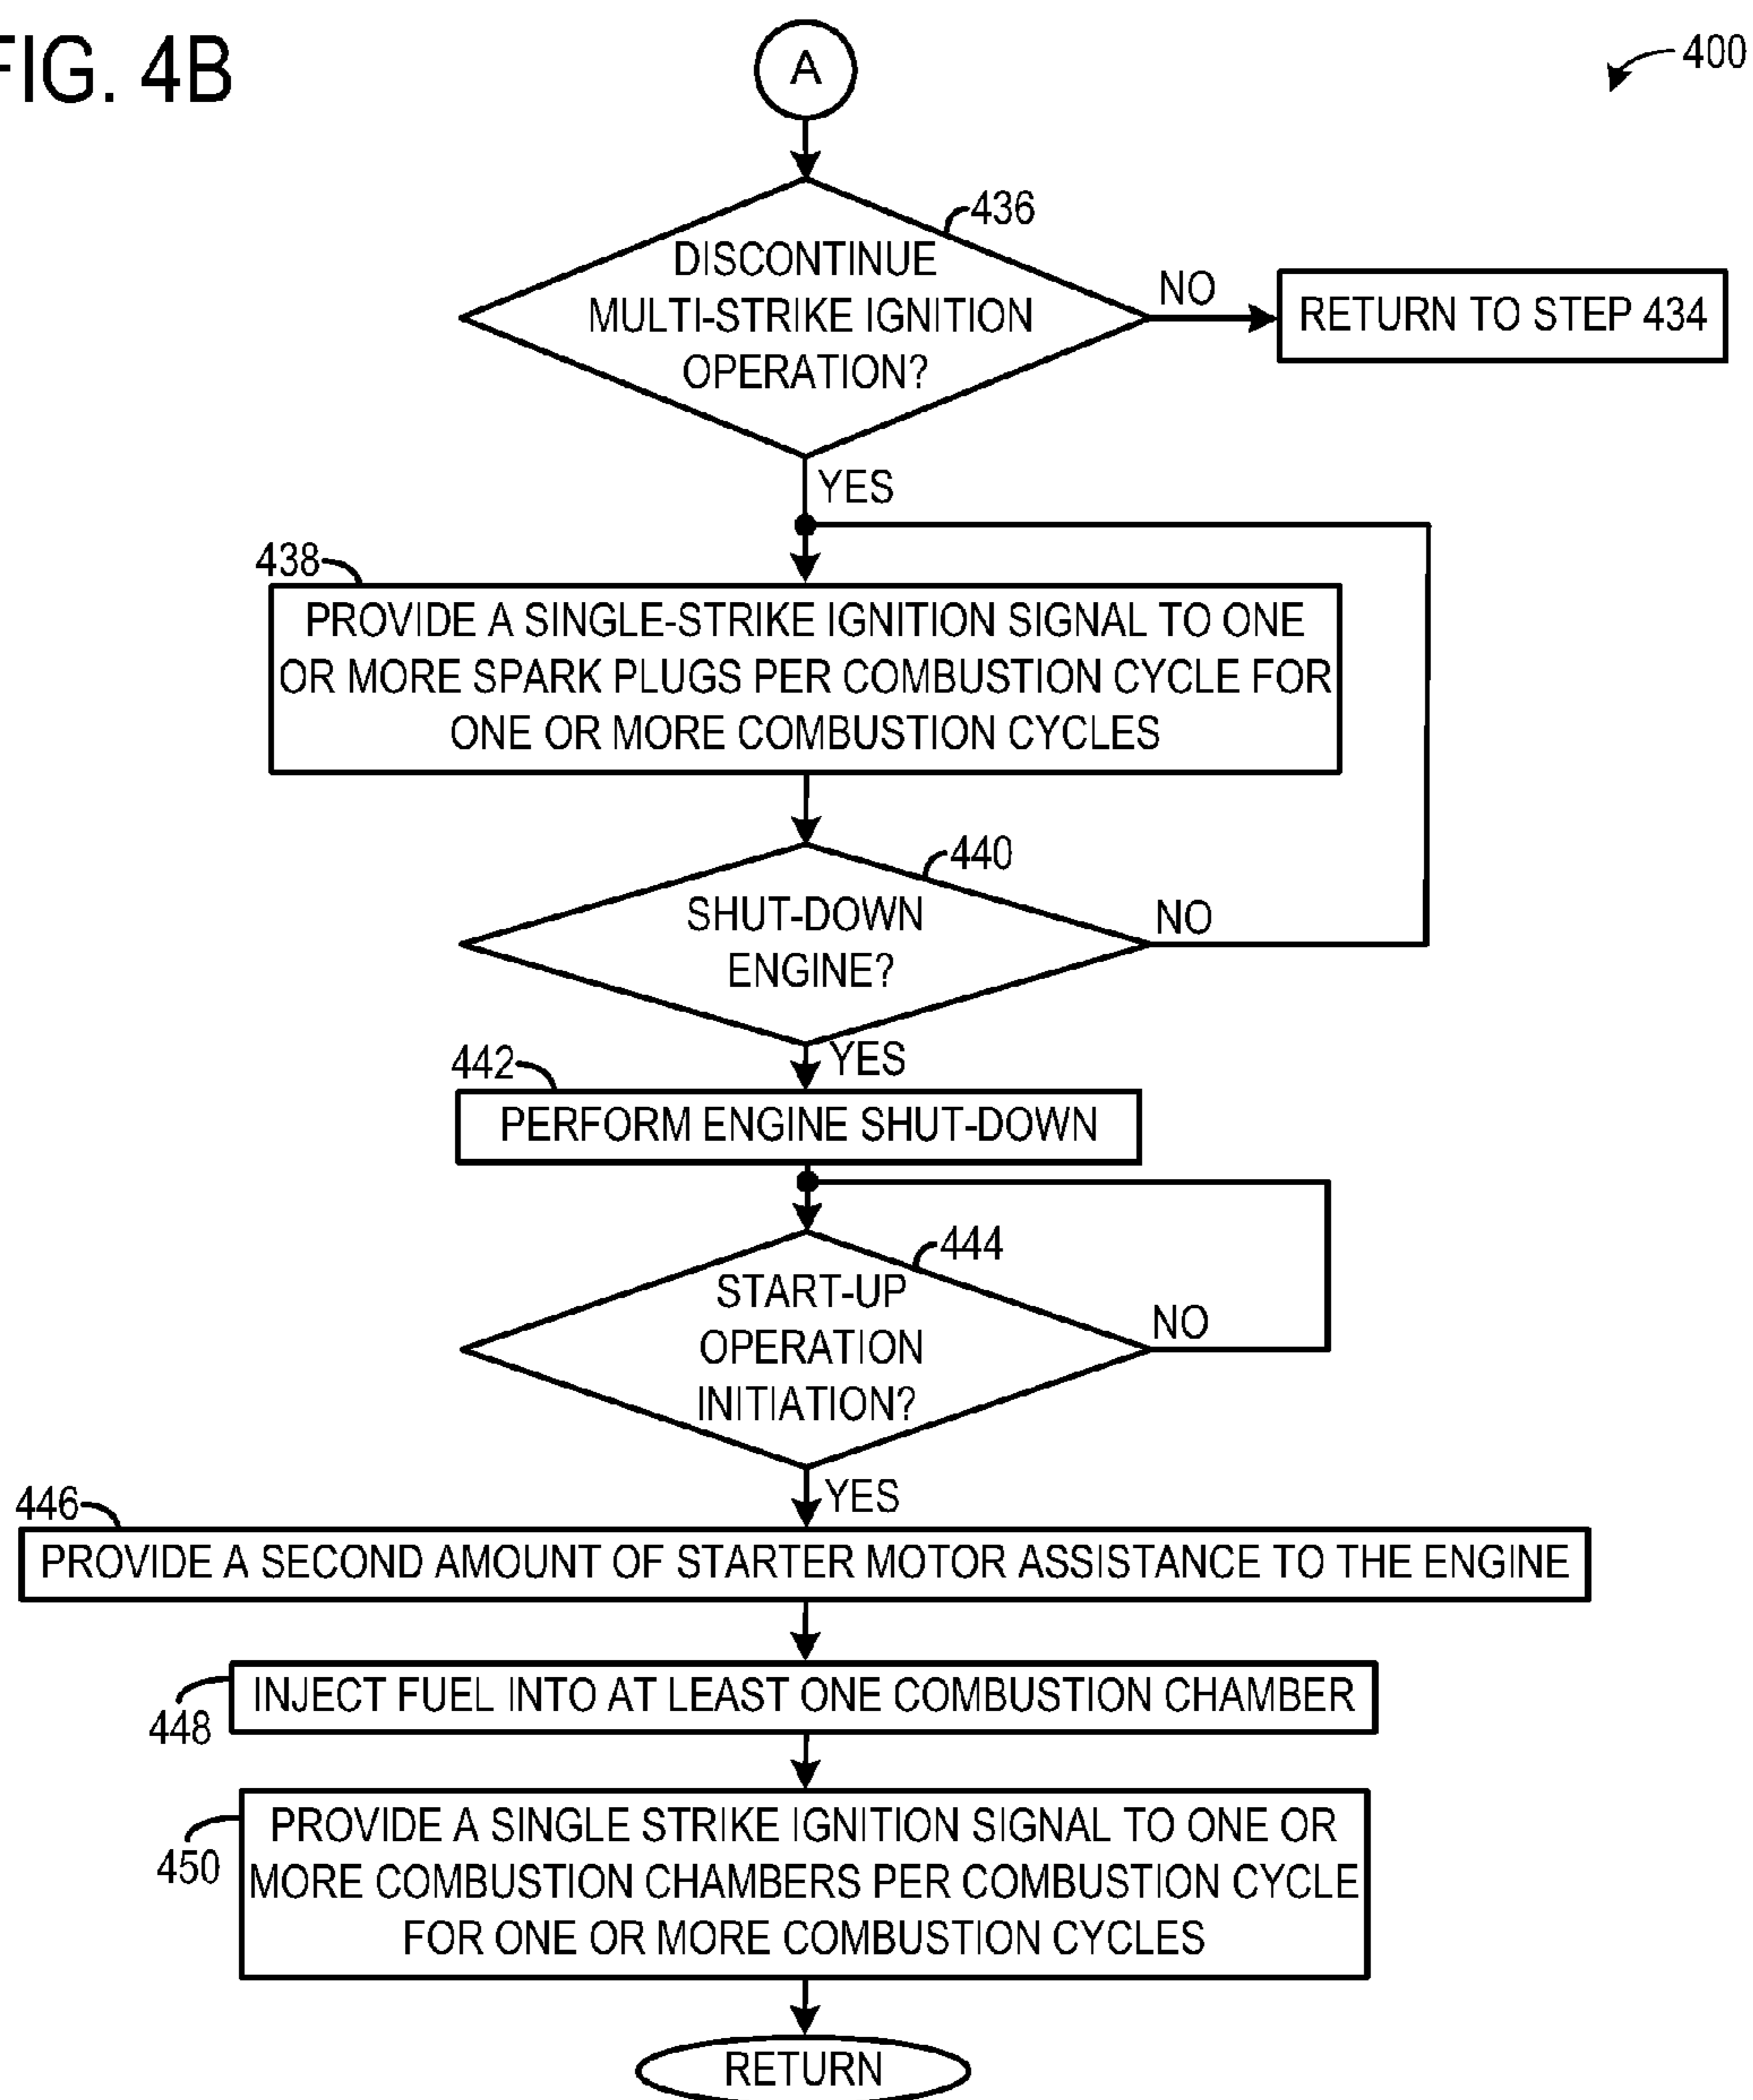 FIG. 4B
A
400
436
DISCONTINUE
MULTI-STRIKE IGNITION
OPERATION?
NO
RETURN TO STEP 434
YES
438
PROVIDE A SINGLE-STRIKE IGNITION SIGNAL TO ONE
OR MORE SPARK PLUGS PER COMBUSTION CYCLE FOR
ONE OR MORE COMBUSTION CYCLES
440
SHUT-DOWN
ENGINE?
NO
YES
442
PERFORM ENGINE SHUT-DOWN
444
START-UP
OPERATION
INITIATION?
NO
YES
446
PROVIDE A SECOND AMOUNT OF STARTER MOTOR ASSISTANCE TO THE ENGINE
448
INJECT FUEL INTO AT LEAST ONE COMBUSTION CHAMBER
450
PROVIDE A SINGLE STRIKE IGNITION SIGNAL TO ONE OR
MORE COMBUSTION CHAMBERS PER COMBUSTION CYCLE
FOR ONE OR MORE COMBUSTION CYCLES
RETURN